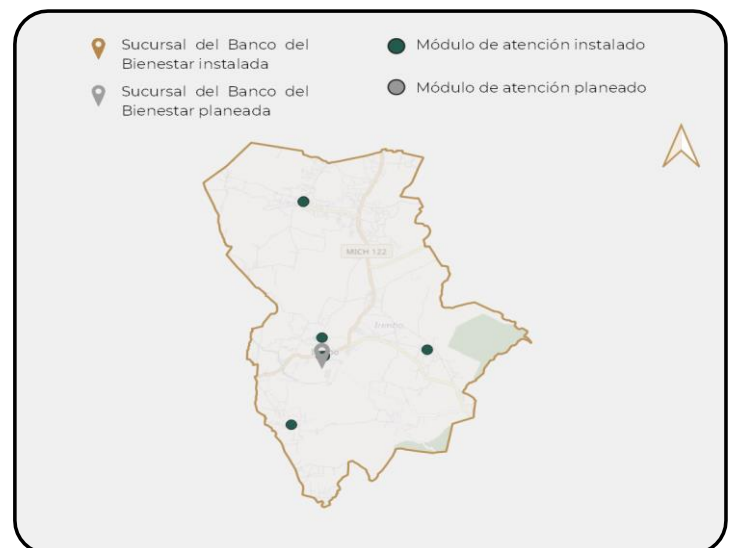 Sucursal del Banco del
Bienestar instalada
Sucursal del Banco del
Bienestar planeada
Módulo de atención instalado
Módulo de atención planeado
MICH 122
Irimbo